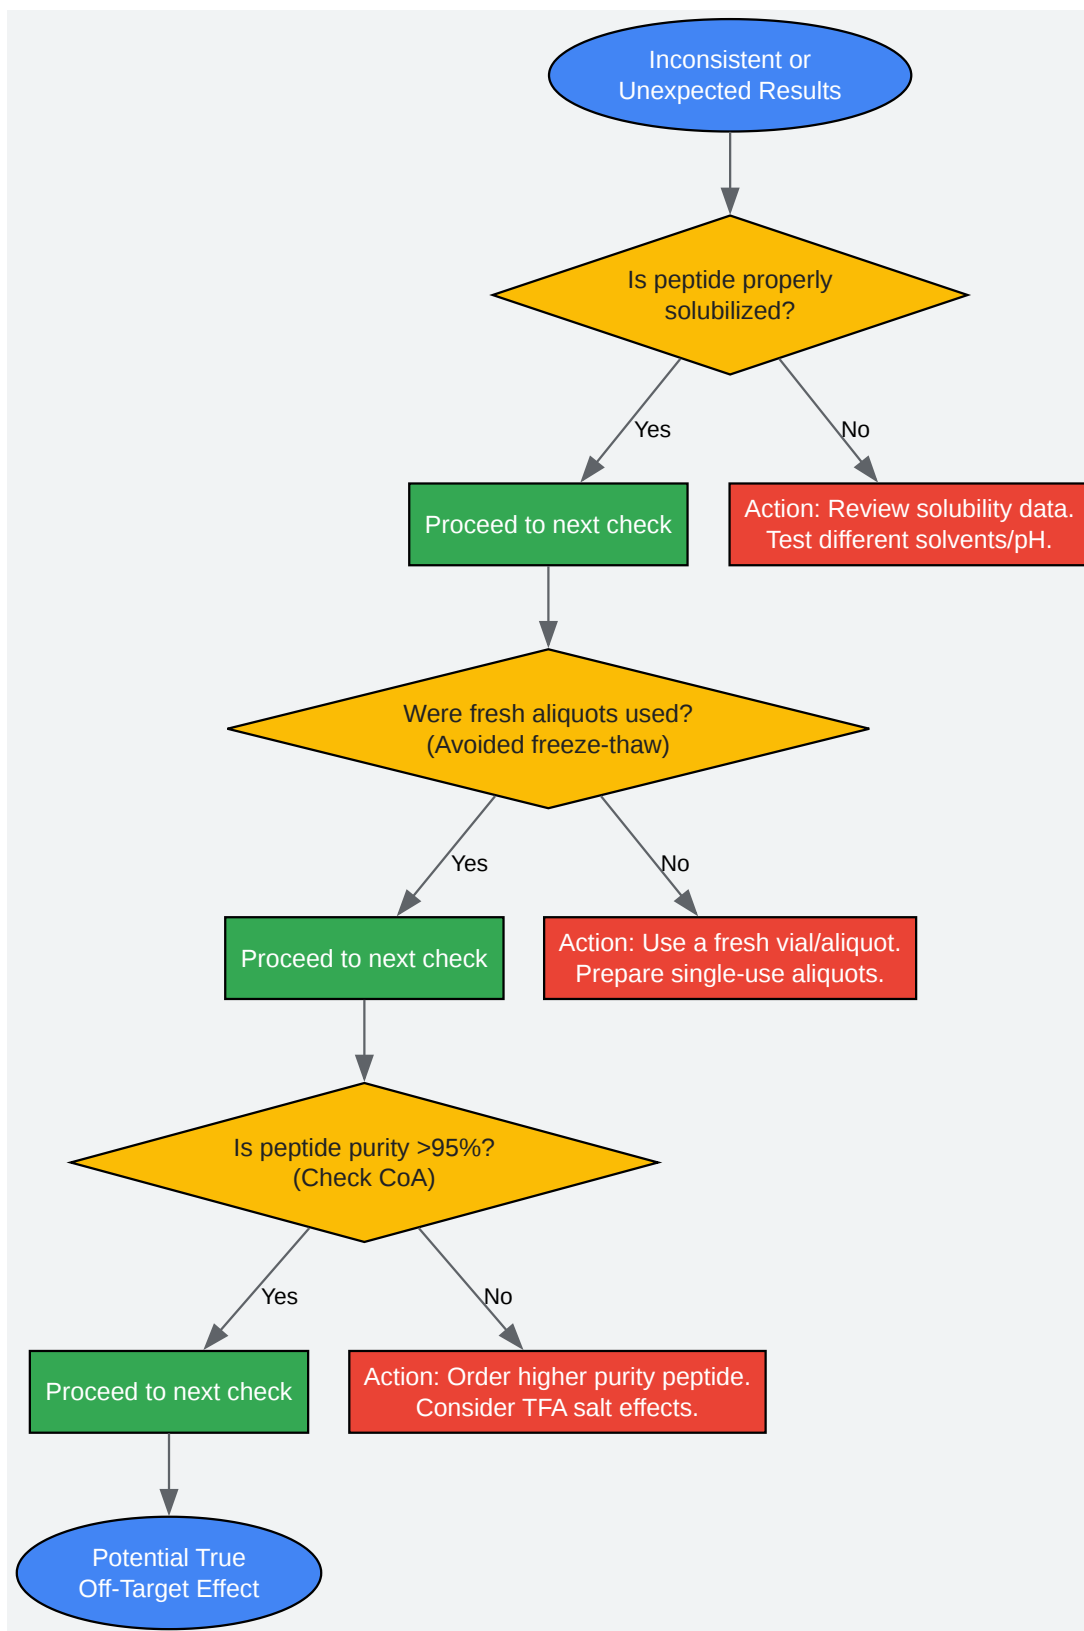 Inconsistent or
Unexpected Results
Is peptide properly
solubilized?
Yes
No
Proceed to next check
Action: Review solubility data.
Test different solvents/pH.
Were fresh aliquots used?
(Avoided freeze-thaw)
Yes
No
Proceed to next check
Action: Use a fresh vial/aliquot.
Prepare single-use aliquots.
Is peptide purity >95%?
(Check CoA)
Yes
No
Proceed to next check
Action: Order higher purity peptide.
Consider TFA salt effects.
Potential True
Off-Target Effect